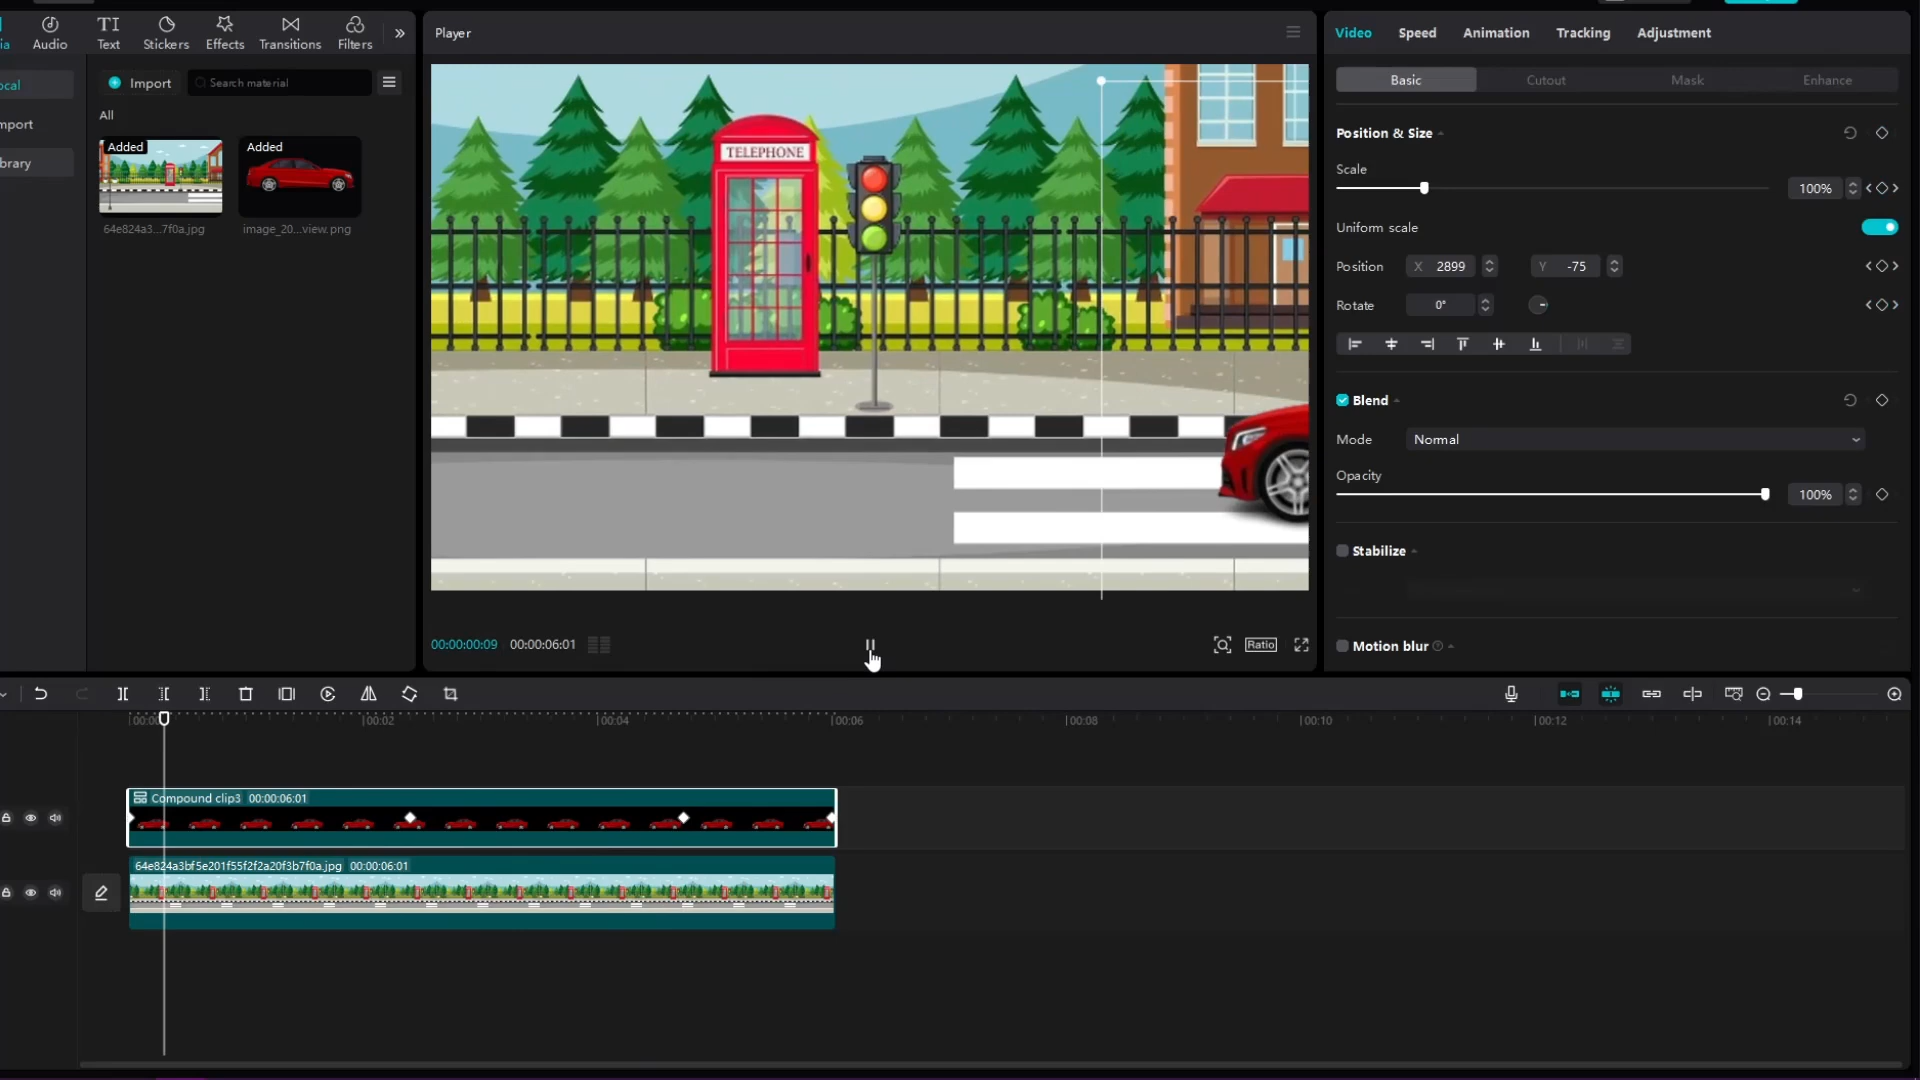 ia
Audio
TI
Text
Stickers
Effects
Transitions
Filters
»
ocal
mport
brary
Import
Search material
All
Added
Added
64e824a3...7f0a.jpg
image_20...view.png
Player
TELEPHONE
00:00:00:09
00:00:06:01
Ratio
Video
Speed
Animation
Tracking
Adjustment
Basic
Cutout
Mask
Enhance
Position & Size
Scale
100%
Uniform scale
Position
X 2899
Y -75
Rotate
0°
Blend
Mode
Normal
Opacity
100%
Stabilize
Motion blur
00:00
00:02
00:04
00:06
00:08
00:10
00:12
00:14
Compound clip3 00:00:06:01
64e824a3bf5e201f55f2f2a20f3b7f0a.jpg 00:00:06:01